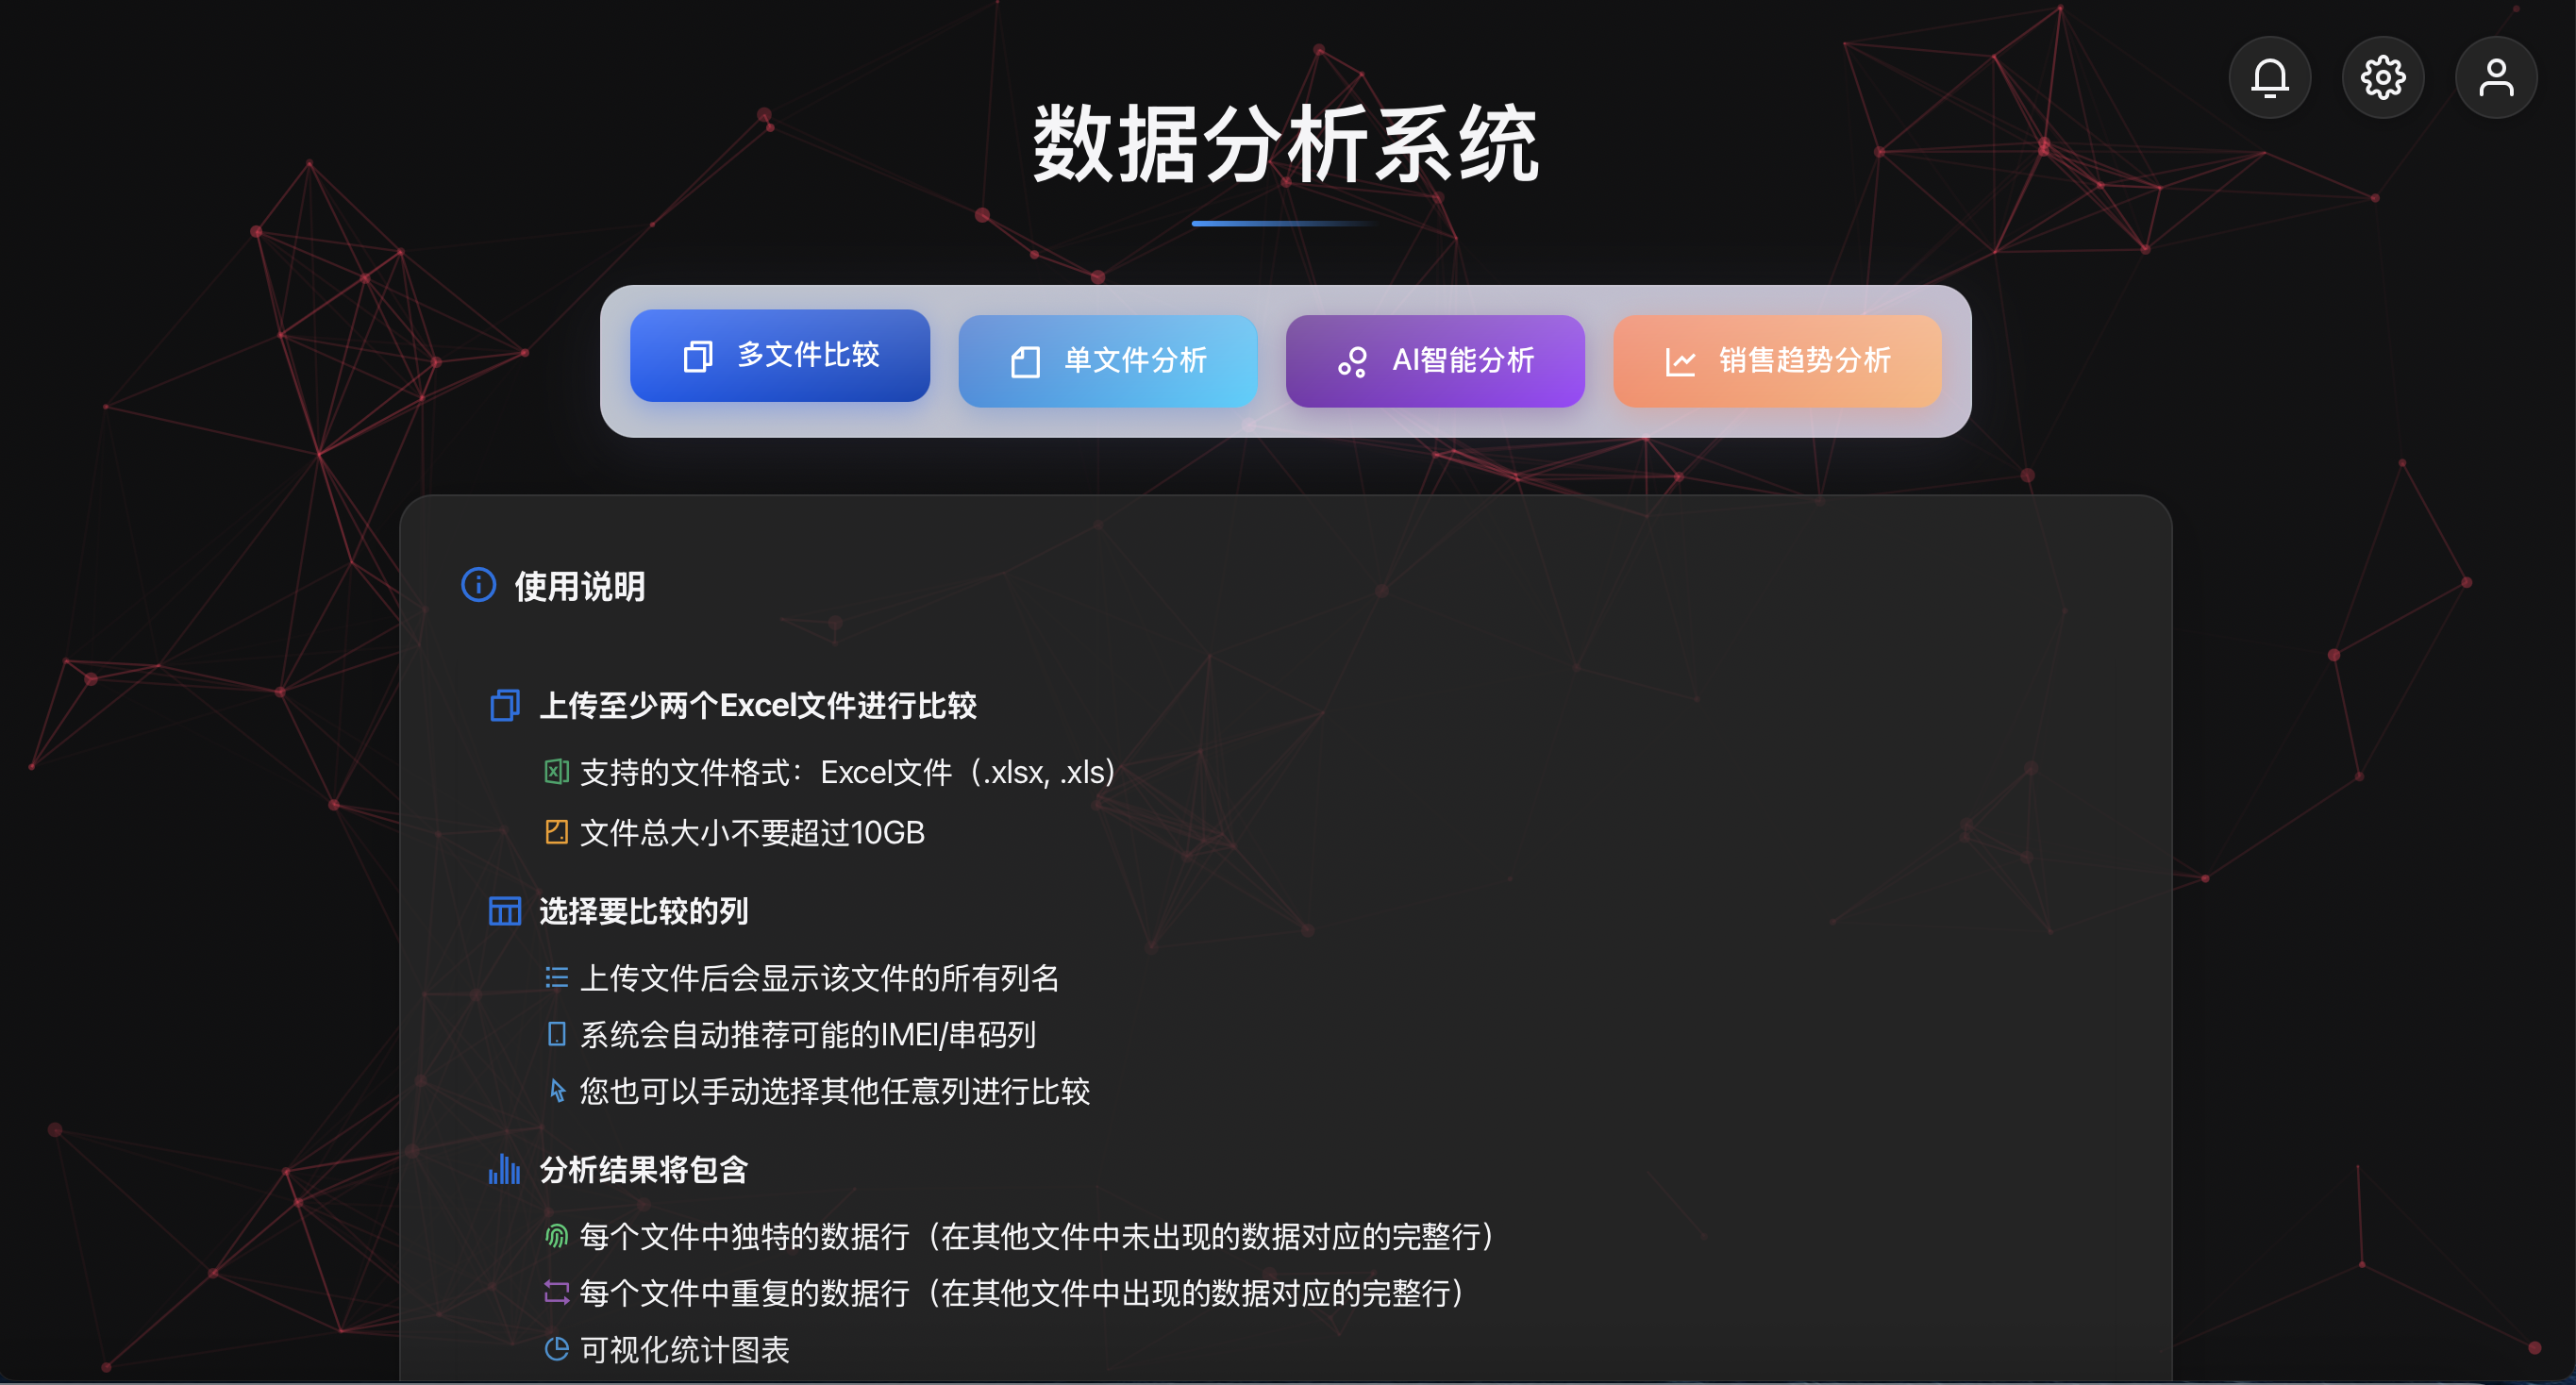 数据分析系统
多文件比较
单文件分析
AI智能分析
销售趋势分析
使用说明
上传至少两个Excel文件进行比较
支持的文件格式：Excel文件（.xlsx, .xls）
文件总大小不要超过10GB
选择要比较的列
上传文件后会显示该文件的所有列名
系统会自动推荐可能的IMEI/串码列
您也可以手动选择其他任意列进行比较
分析结果将包含
每个文件中独特的数据行（在其他文件中未出现的数据对应的完整行）
每个文件中重复的数据行（在其他文件中出现的数据对应的完整行）
可视化统计图表